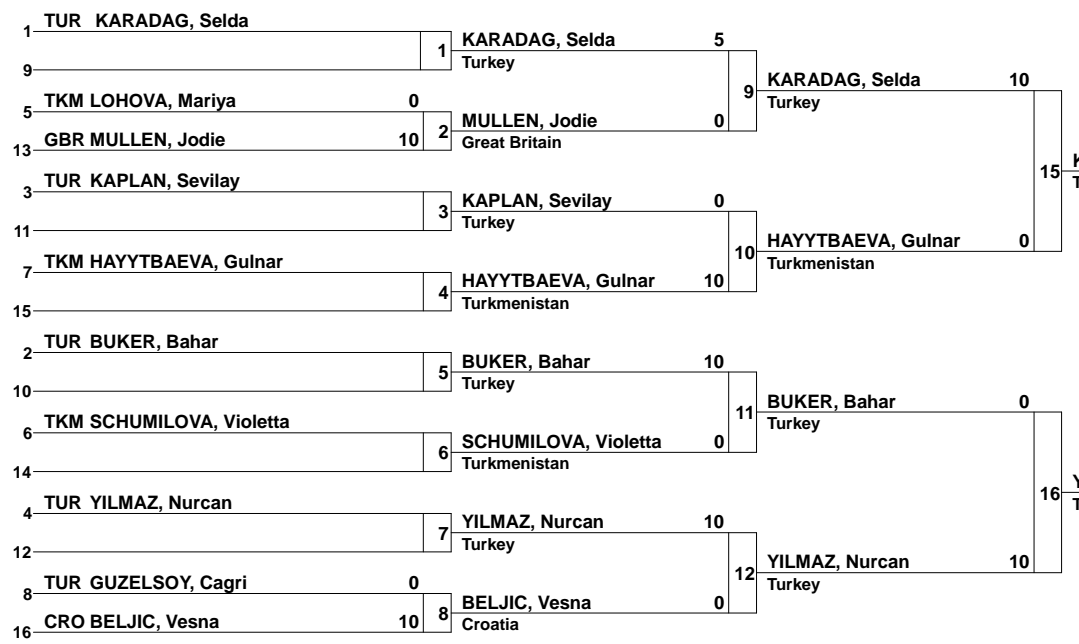 1 TUR KARADAG, Selda
1 KARADAG, Selda 5
Turkey
9
9 KARADAG, Selda 10
Turkey
5 TKM LOHOVA, Mariya 0
2 MULLEN, Jodie 0
Great Britain
13 GBR MULLEN, Jodie 10
15 K
T
3 TUR KAPLAN, Sevilay
3 KAPLAN, Sevilay 0
Turkey
11
10 HAYYTBAEVA, Gulnar 0
Turkmenistan
7 TKM HAYYTBAEVA, Gulnar
4 HAYYTBAEVA, Gulnar 10
Turkmenistan
15
2 TUR BUKER, Bahar
5 BUKER, Bahar 10
Turkey
10
11 BUKER, Bahar 0
Turkey
6 TKM SCHUMILOVA, Violetta
6 SCHUMILOVA, Violetta 0
Turkmenistan
14
16 Y
T
4 TUR YILMAZ, Nurcan
7 YILMAZ, Nurcan 10
Turkey
12
12 YILMAZ, Nurcan 10
Turkey
8 TUR GUZELSOY, Cagri 0
8 BELJIC, Vesna 0
Croatia
16 CRO BELJIC, Vesna 10